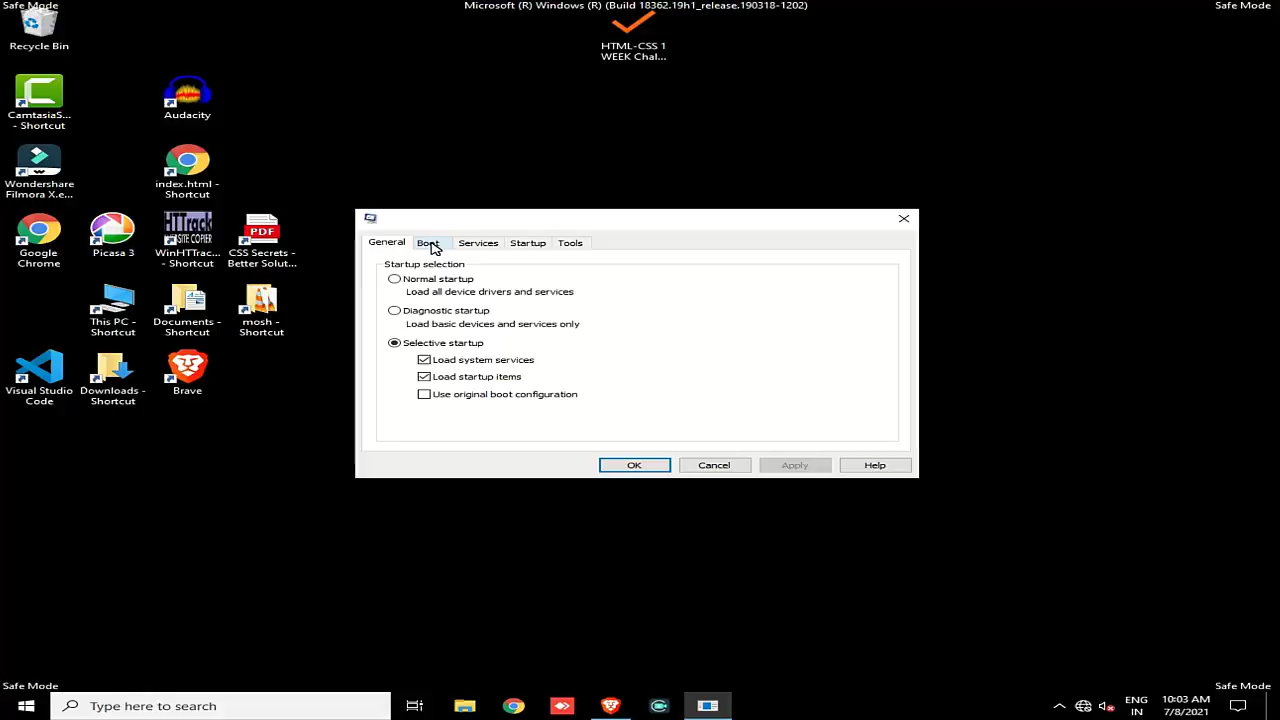 Safe Mode
Microsoft (R) Windows (R) (Build 18362.19h1_release.190318-1202)
Safe Mode
Recycle Bin
HTML-CSS 1
WEEK Chal...
CamtasiaS...
- Shortcut
Audacity
Wondershare
Filmora X.e...
index.html -
Shortcut
Google
Chrome
Picasa 3
HTTrack
WEBSITE COPIER
WinHTTrac...
- Shortcut
PDF
CSS Secrets -
Better Solut...
This PC -
Shortcut
Documents -
Shortcut
mosh -
Shortcut
Visual Studio
Code
Downloads -
Shortcut
Brave
General
Boot
Services
Startup
Tools
Startup selection
Normal startup
Load all device drivers and services
Diagnostic startup
Load basic devices and services only
Selective startup
Load system services
Load startup items
Use original boot configuration
OK
Cancel
Apply
Help
Safe Mode
Safe Mode
Type here to search
ENG
IN
10:03 AM
7/8/2021